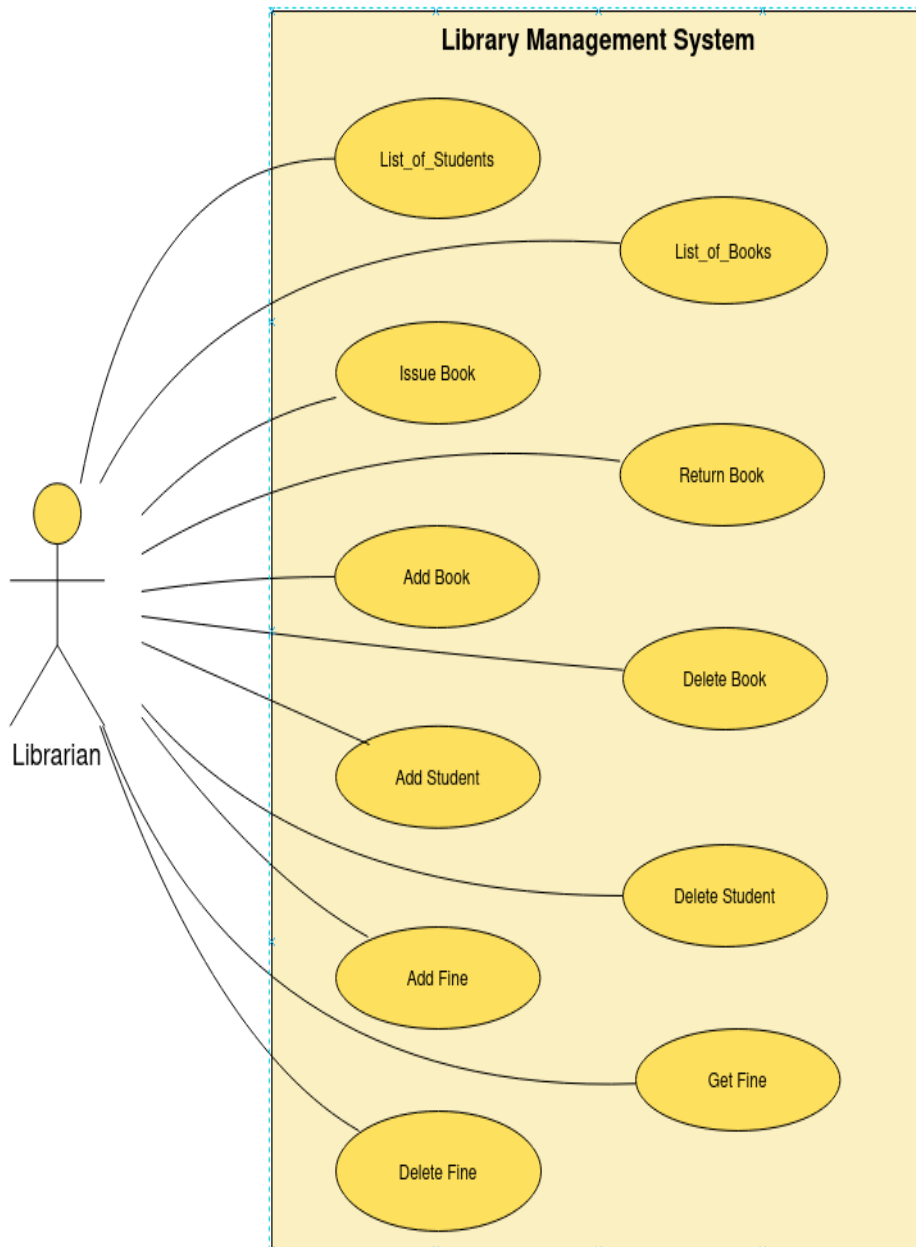 Library Management System
List_of_Students
List_of_Books
Issue Book
Return Book
Add Book
Delete Book
Librarian
Add Student
Delete Student
Add Fine
Get Fine
Delete Fine